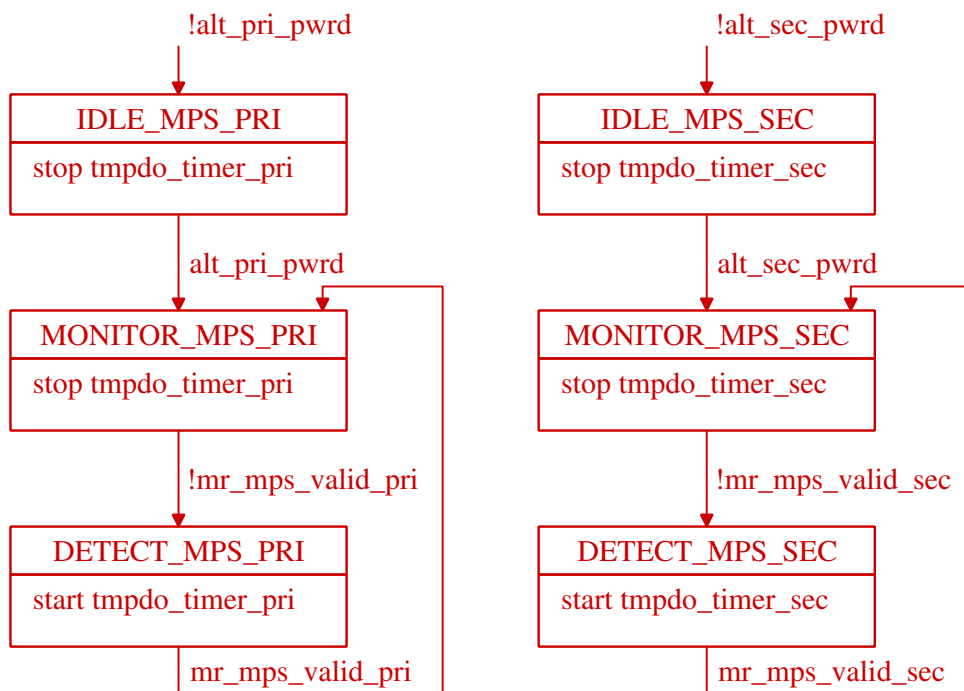 !alt_pri_pwrd
IDLE_MPS_PRI
stop tmpdo_timer_pri
alt_pri_pwrd
MONITOR_MPS_PRI
stop tmpdo_timer_pri
!mr_mps_valid_pri
DETECT_MPS_PRI
start tmpdo_timer_pri
mr_mps_valid_pri
!alt_sec_pwrd
IDLE_MPS_SEC
stop tmpdo_timer_sec
alt_sec_pwrd
MONITOR_MPS_SEC
stop tmpdo_timer_sec
!mr_mps_valid_sec
DETECT_MPS_SEC
start tmpdo_timer_sec
mr_mps_valid_sec